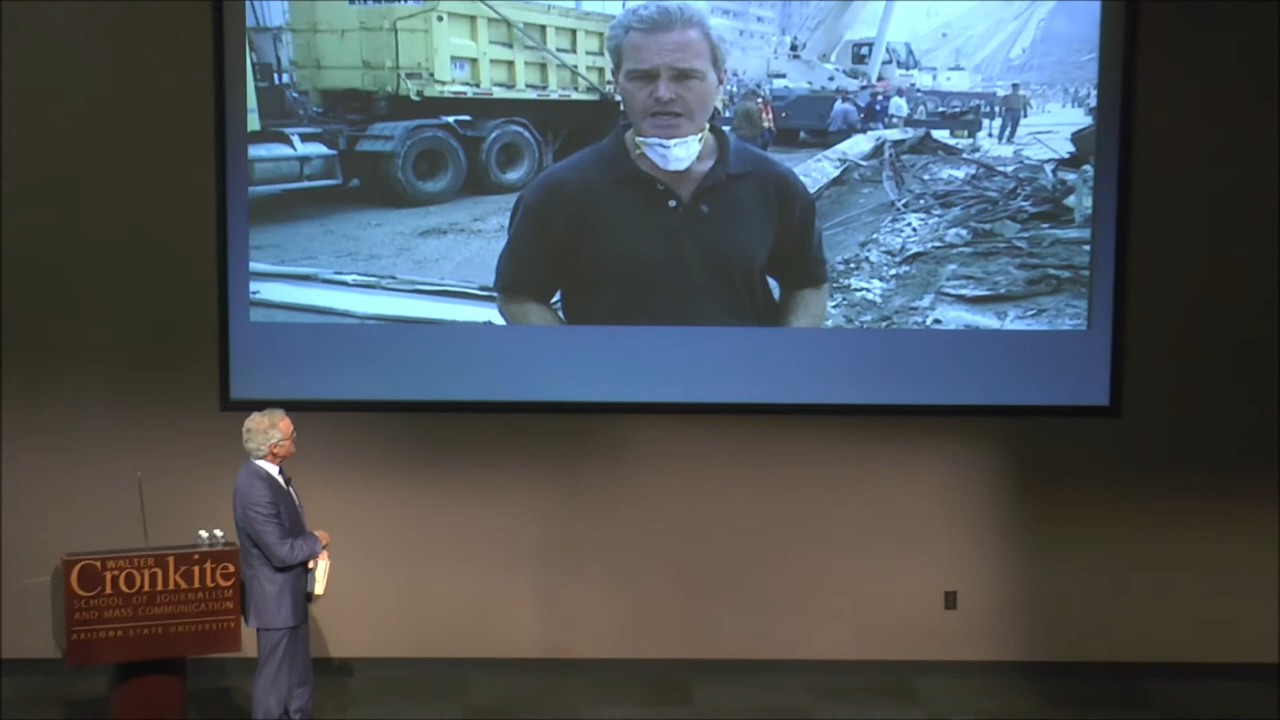 WALTER
Cronkite
SCHOOL OF JOURNALISM
AND MASS COMMUNICATION
ARIZONA STATE UNIVERSITY